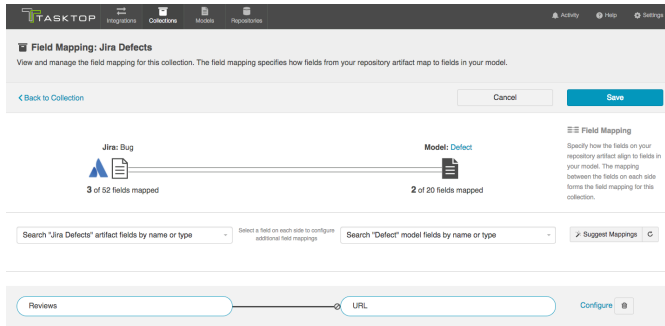 TASKTOP
Integrations
Collections
Models
Repositories
Activity
Help
Settings
Field Mapping: Jira Defects
View and manage the field mapping for this collection. The field mapping specifies how fields from your repository artifact map to fields in your model.
Back to Collection
Cancel
Save
Field Mapping
Specify how the fields on your
repository artifact align to fields in
your model. The mapping
between the fields on each side
forms the field mapping for this
collection.
Jira: Bug
Model: Defect
3 of 52 fields mapped
2 of 20 fields mapped
Search "Jira Defects" artifact fields by name or type
Select a field on each side to configure
additional field mappings
Search "Defect" model fields by name or type
Suggest Mappings
Reviews
URL
Configure